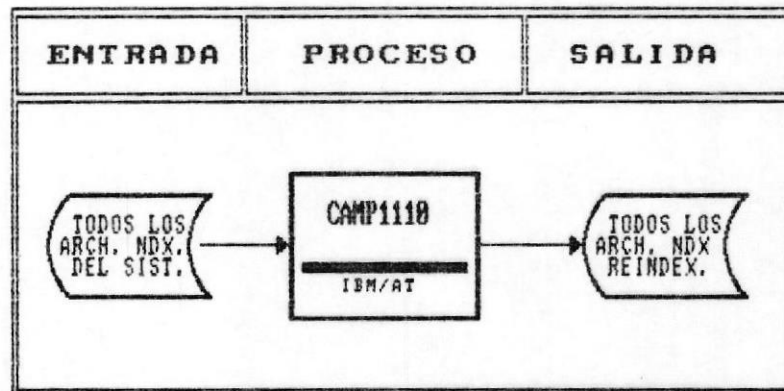 ENTRADA
PROCESO
SALIDA
TODOS LOS
ARCH. NDX.
DEL SIST.
CAMP1110
IBM/AT
TODOS LOS
ARCH. NDX
REINDEX.